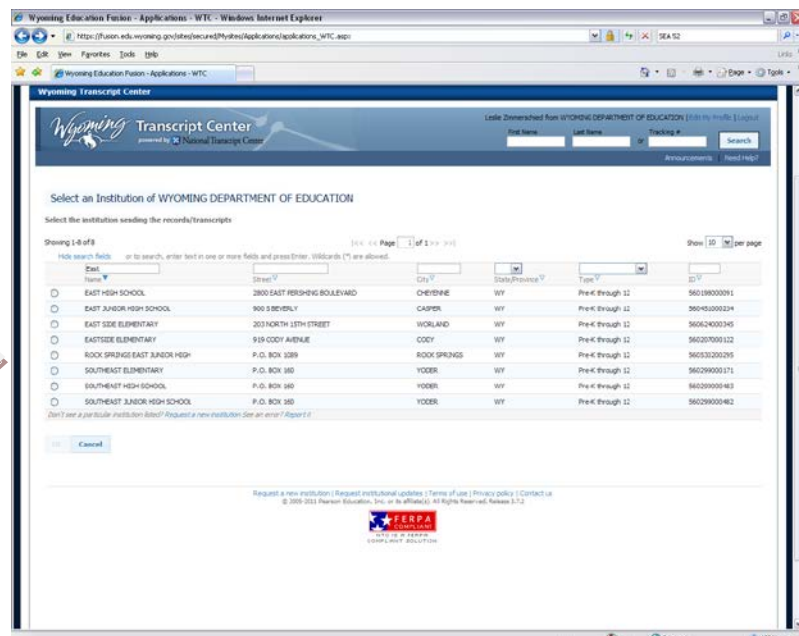 Wyoming Education Fusion - Applications - WTC - Windows Internet Explorer
https://fusion.edu.wyoming.gov/sites/secured/Mysites/Applications/applications_WTC.aspx
SEA 52
File Edit View Favorites Tools Help
Links
Wyoming Education Fusion - Applications - WTC
Page Tools
Wyoming Transcript Center
Leslie Zimmerschied from WYOMING DEPARTMENT OF EDUCATION | Edit My Profile | Logout
Wyoming Transcript Center
powered by National Transcript Center
First Name Last Name or Tracking # Search
Announcements | Need Help?
Select an Institution of WYOMING DEPARTMENT OF EDUCATION
Select the institution sending the records/transcripts
Showing 1-8 of 8 |<< << Page 1 of 1 >> >>| Show 10 per page
Hide search fields or to search, enter text in one or more fields and press Enter. Wildcards (*) are allowed.
East
Name Street City State/Province Type ID
EAST HIGH SCHOOL 2800 EAST PERSHING BOULEVARD CHEYENNE WY Pre-K through 12 560198000091
EAST JUNIOR HIGH SCHOOL 900 S BEVERLY CASPER WY Pre-K through 12 560451000234
EAST SIDE ELEMENTARY 203 NORTH 15TH STREET WORLAND WY Pre-K through 12 560624000345
EASTSIDE ELEMENTARY 919 CODY AVENUE CODY WY Pre-K through 12 560207000122
ROCK SPRINGS EAST JUNIOR HIGH P.O. BOX 1089 ROCK SPRINGS WY Pre-K through 12 560530200295
SOUTHEAST ELEMENTARY P.O. BOX 160 YODER WY Pre-K through 12 560299000171
SOUTHEAST HIGH SCHOOL P.O. BOX 160 YODER WY Pre-K through 12
SOUTHEAST JUNIOR HIGH SCHOOL P.O. BOX 160 YODER WY Pre-K through 12 560299000482
Don't see a particular institution listed? Request a new institution See an error? Report it
Cancel
Request a new institution | Request institutional updates | Terms of use | Privacy policy | Contact us
© 2005-2011 Pearson Education, Inc. or its affiliate(s). All Rights Reserved. Release 3.7.2
FERPA
COMPLIANT
NTC IS A FERPA
COMPLIANT SOLUTION